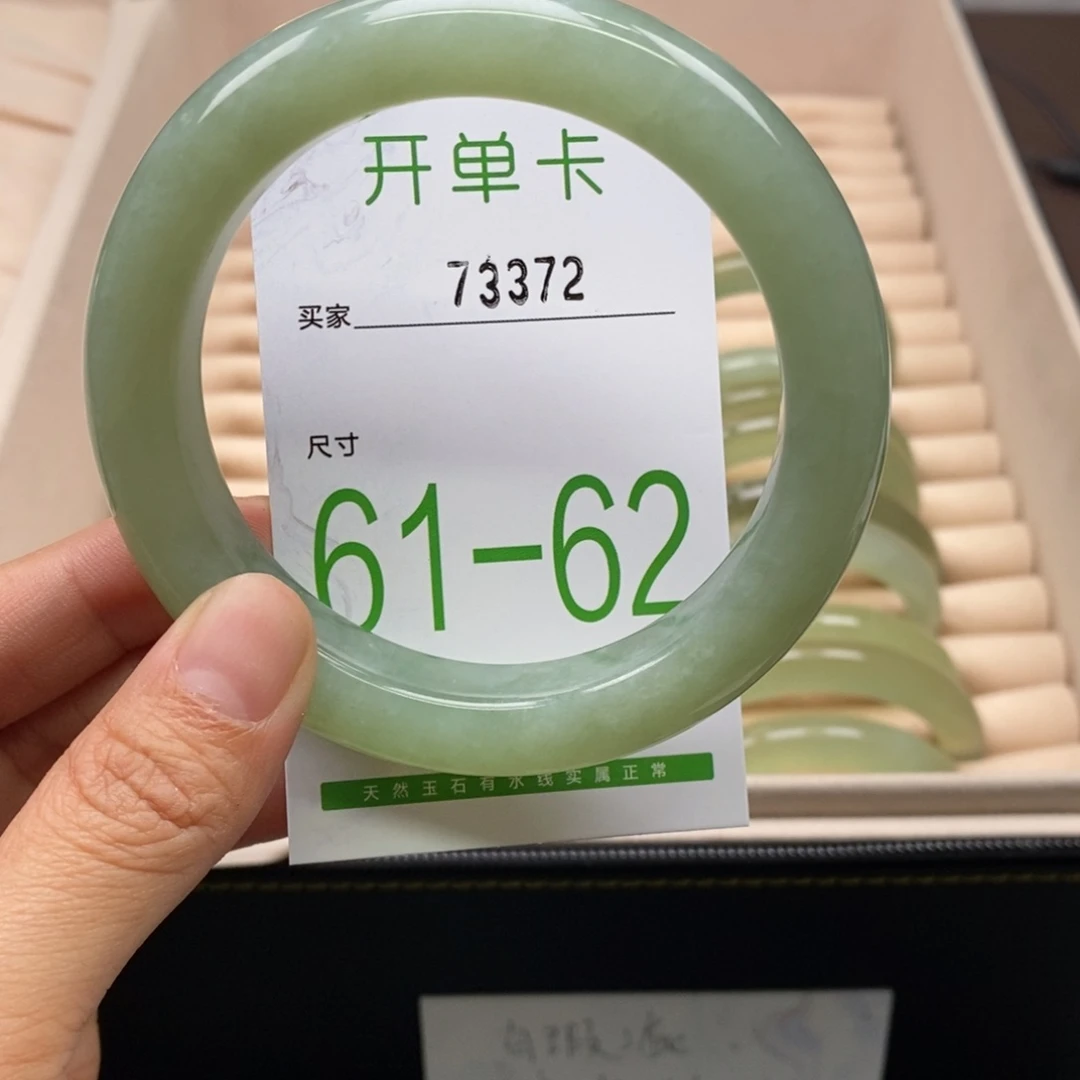 开单卡
73372
买家
尺寸
61-62
天然玉石有水线实属正常